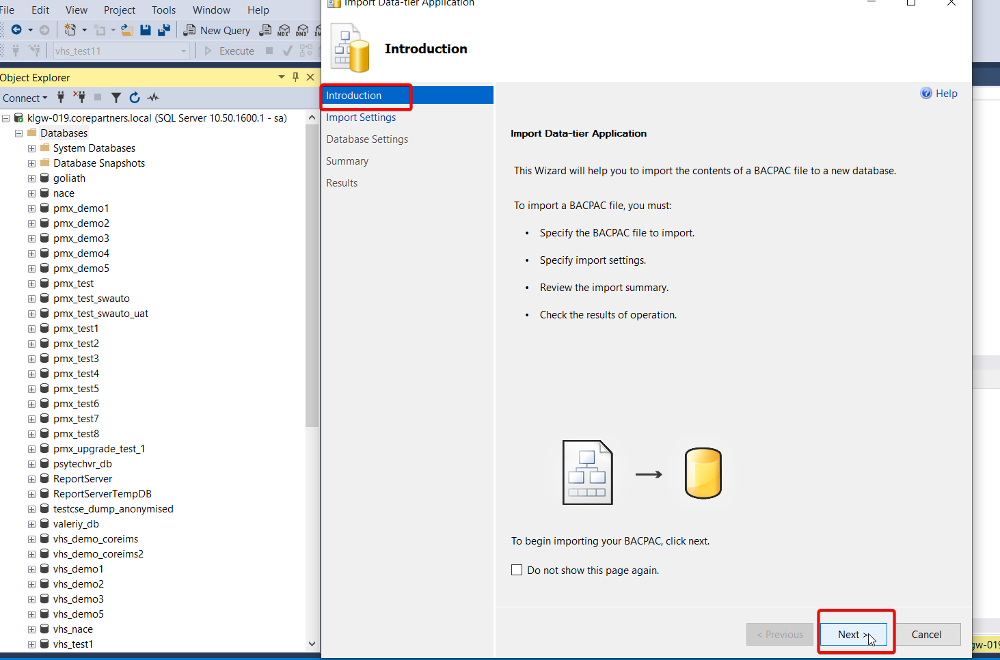 File Edit View Project Tools Window Help
New Query MDX DMX
vhs_test11 Execute
Object Explorer
Connect
klgw-019.corepartners.local (SQL Server 10.50.1600.1 - sa)
Databases
System Databases
Database Snapshots
goliath
nace
pmx_demo1
pmx_demo2
pmx_demo3
pmx_demo4
pmx_demo5
pmx_test
pmx_test_swauto
pmx_test_swauto_uat
pmx_test1
pmx_test2
pmx_test3
pmx_test4
pmx_test5
pmx_test6
pmx_test7
pmx_test8
pmx_upgrade_test_1
psytechvr_db
ReportServer
ReportServerTempDB
testcse_dump_anonymised
valeriy_db
vhs_demo_coreims
vhs_demo_coreims2
vhs_demo1
vhs_demo2
vhs_demo3
vhs_demo5
vhs_nace
vhs_test1
Import Data-tier Application
Introduction
Introduction
Import Settings
Database Settings
Summary
Results
Help
Import Data-tier Application
This Wizard will help you to import the contents of a BACPAC file to a new database.
To import a BACPAC file, you must:
• Specify the BACPAC file to import.
• Specify import settings.
• Review the import summary.
• Check the results of operation.
To begin importing your BACPAC, click next.
Do not show this page again.
< Previous Next > Cancel
gw-019